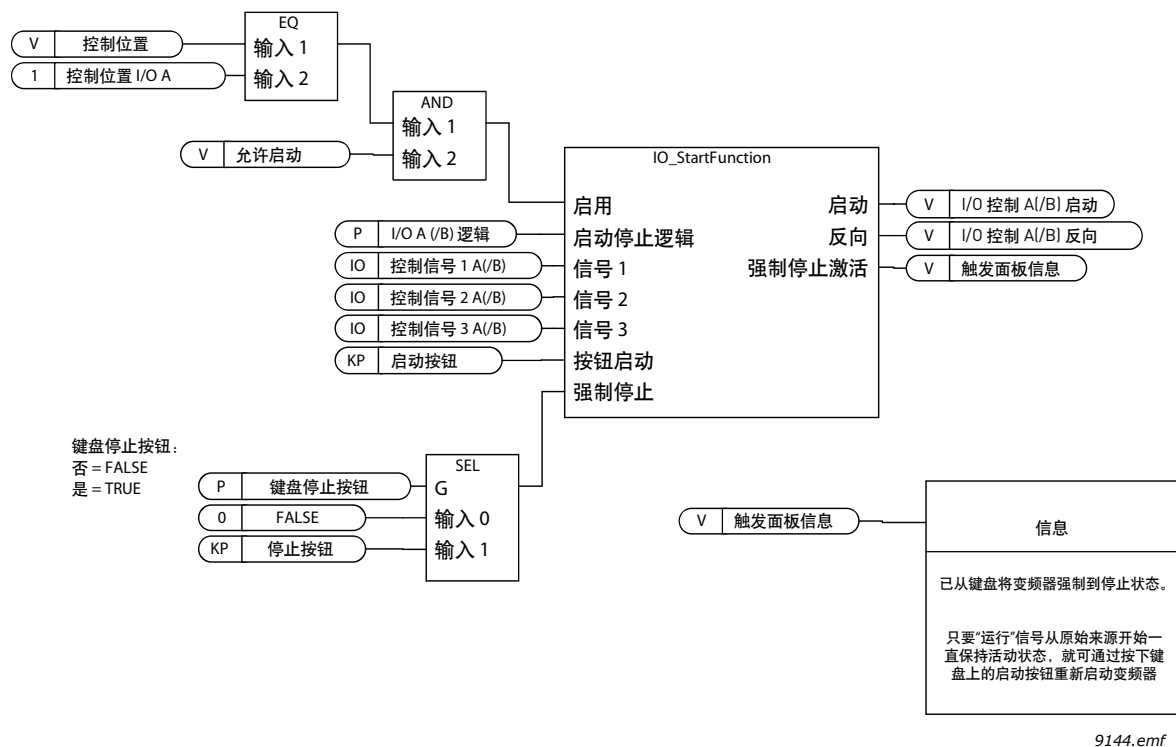 EQ
V 控制位置
输入 1
1 控制位置 I/O A
输入 2
AND
输入 1
V 允许启动
输入 2
IO_StartFunction
启用
启动
V I/O 控制 A(/B) 启动
P I/O A (/B) 逻辑
启动停止逻辑
反向
V I/O 控制 A(/B) 反向
IO 控制信号 1 A(/B)
信号 1
强制停止激活
V 触发面板信息
IO 控制信号 2 A(/B)
信号 2
IO 控制信号 3 A(/B)
信号 3
KP 启动按钮
按钮启动
强制停止
键盘停止按钮：
否 = FALSE
是 = TRUE
SEL
P 键盘停止按钮
G
0 FALSE
输入 0
KP 停止按钮
输入 1
V 触发面板信息
信息
已从键盘将变频器强制到停止状态。
只要“运行”信号从原始来源开始一
直保持活动状态，就可通过按下键
盘上的启动按钮重新启动变频器
9144.emf